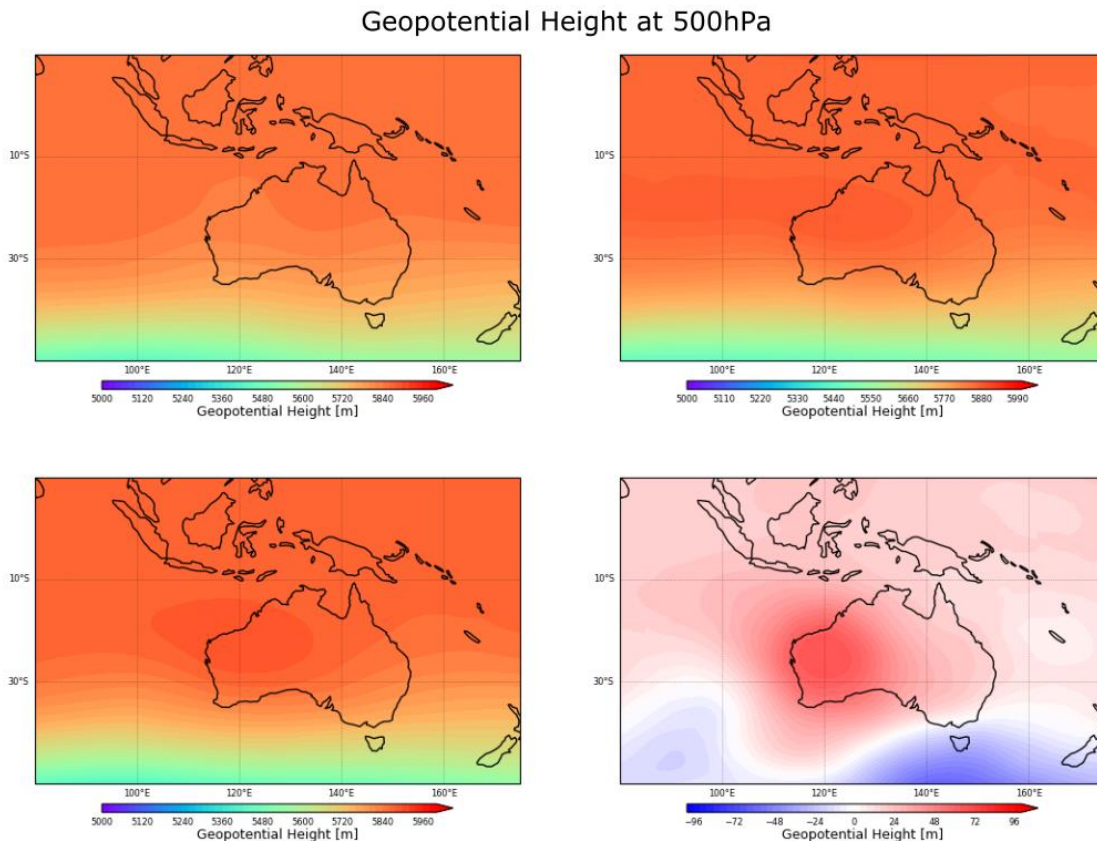 Geopotential Height at 500hPa
10°S
30°S
100°E 120°E 140°E 160°E
5000 5120 5240 5360 5480 5600 5720 5840 5960
Geopotential Height [m]
10°S
30°S
100°E 120°E 140°E 160°E
5000 5110 5220 5330 5440 5550 5660 5770 5880 5990
Geopotential Height [m]
10°S
30°S
100°E 120°E 140°E 160°E
5000 5120 5240 5360 5480 5600 5720 5840 5960
Geopotential Height [m]
10°S
30°S
100°E 120°E 140°E 160°E
−96 −72 −48 −24 0 24 48 72 96
Geopotential Height [m]